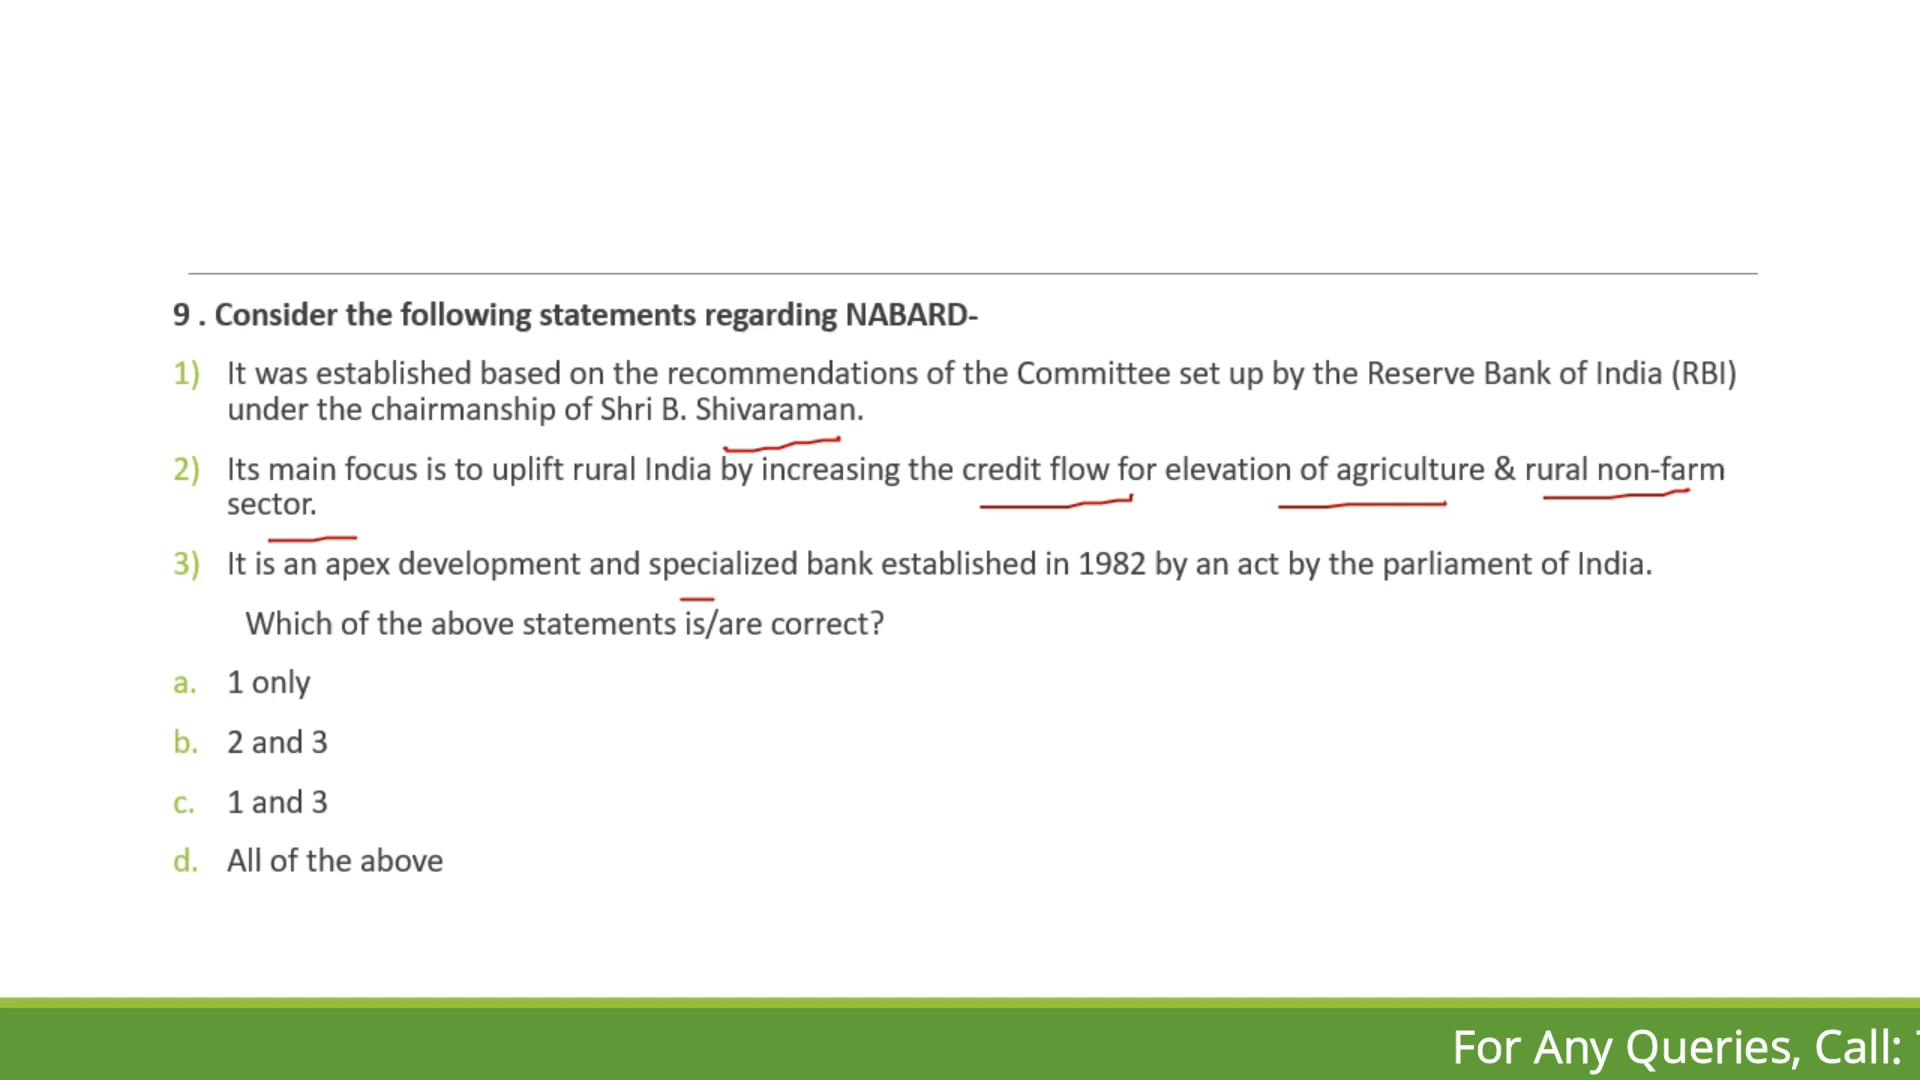 9 . Consider the following statements regarding NABARD-
1) It was established based on the recommendations of the Committee set up by the Reserve Bank of India (RBI)
under the chairmanship of Shri B. Shivaraman.
2) Its main focus is to uplift rural India by increasing the credit flow for elevation of agriculture & rural non-farm
sector.
3) It is an apex development and specialized bank established in 1982 by an act by the parliament of India.
Which of the above statements is/are correct?
a. 1 only
b. 2 and 3
c. 1 and 3
d. All of the above
For Any Queries, Call: